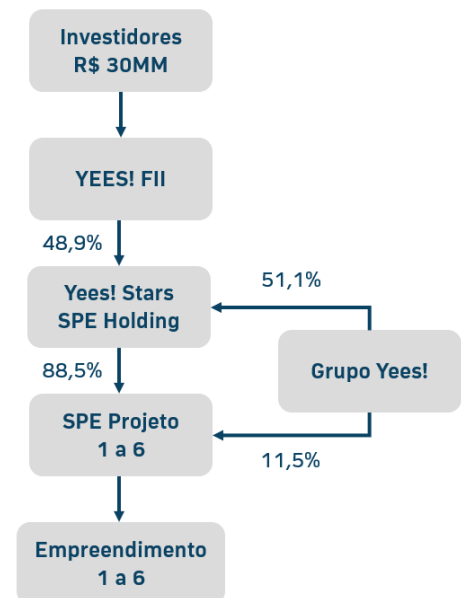 Investidores
R$ 30MM
YEES! FII
48,9%
Yees! Stars
SPE Holding
51,1%
Grupo Yees!
88,5%
SPE Projeto
1 a 6
11,5%
Empreendimento
1 a 6